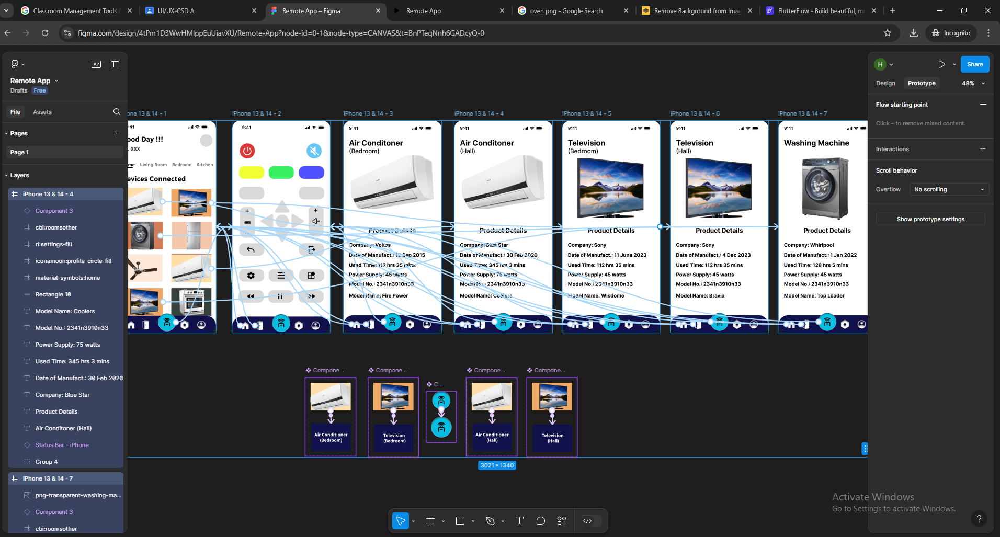 Classroom Management Tools &
UI/UX-CSD A
Remote App – Figma
Remote App
oven png - Google Search
Remove Background from Imag
FlutterFlow - Build beautiful, mo
figma.com/design/4tPm1D3WwHMlppEuUiavXU/Remote-App?node-id=0-1&node-type=CANVAS&t=BnPTeqNnh6GADcyQ-0
Incognito
A?
Remote App
Drafts Free
File Assets
Pages
Page 1
Layers
iPhone 13 & 14 - 4
Component 3
cbi:roomsother
ri:settings-fill
iconamoon:profile-circle-fill
material-symbols:home
Rectangle 10
Model Name: Coolers
Model No.: 2341n3910n33
Power Supply: 75 watts
Used Time: 345 hrs 3 mins
Date of Manufact.: 30 Feb 2020
Company: Blue Star
Product Details
Air Conditoner (Hall)
Status Bar - iPhone
Group 4
iPhone 13 & 14 - 7
png-transparent-washing-ma...
Component 3
cbi:roomsother
one 13 & 14 - 1
:41
ood Day !!!
. XXX
me Living Room Bedroom Kitchen
evices Connected
iPhone 13 & 14 - 2
9:41
iPhone 13 & 14 - 3
9:41
Air Conditoner
(Bedroom)
Product Details
Company: Voltas
Date of Manufact.: 12 Sep 2015
Used Time: 112 hrs 35 mins
Power Supply: 45 watts
Model No.: 2341n3910n33
Model Name: Fire Power
iPhone 13 & 14 - 4
9:41
Air Conditoner
(Hall)
Product Details
Company: Blue Star
Date of Manufact.: 30 Feb 2020
Used Time: 345 hrs 3 mins
Power Supply: 75 watts
Model No.: 2341n3910n33
Model Name: Coolers
iPhone 13 & 14 - 5
9:41
Television
(Bedroom)
Product Details
Company: Sony
Date of Manufact.: 11 June 2023
Used Time: 112 hrs 35 mins
Power Supply: 45 watts
Model No.: 2341n3910n33
Model Name: Wisdome
iPhone 13 & 14 - 6
9:41
Television
(Hall)
Product Details
Company: Sony
Date of Manufact.: 4 Dec 2023
Used Time: 112 hrs 35 mins
Power Supply: 45 watts
Model No.: 2341n3910n33
Model Name: Bravia
iPhone 13 & 14 - 7
9:41
Washing Machine
Product Details
Company: Whirlpool
Date of Manufact.: 1 Jan 2022
Used Time: 128 hrs 5 mins
Power Supply: 45 watts
Model No.: 2341n3910n33
Model Name: Top Loader
Compone...
Air Conditioner
(Bedroom)
Compone...
Television
(Bedroom)
C...
Compone...
Air Conditioner
(Hall)
Compone...
Television
(Hall)
3021 × 1340
H
Share
Design Prototype 48%
Flow starting point
Click - to remove mixed content.
Interactions
Scroll behavior
Overflow No scrolling
Show prototype settings
Activate Windows
Go to Settings to activate Windows.
?